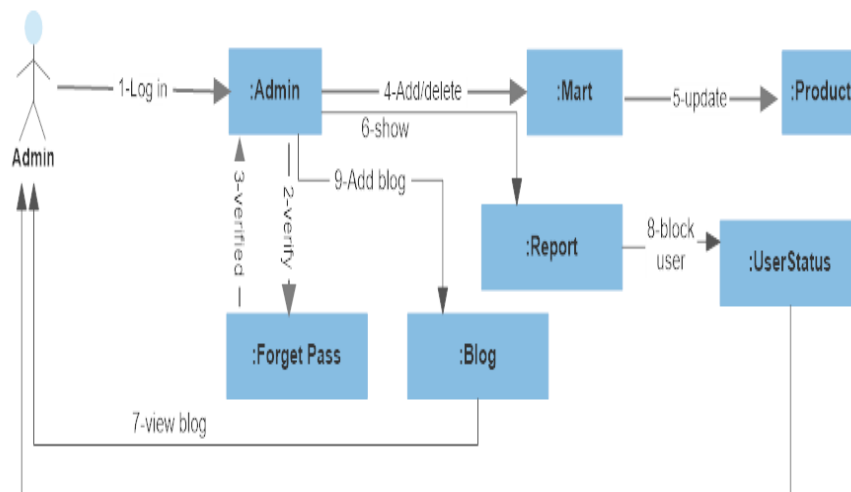 1-Log in
:Admin
4-Add/delete
:Mart
5-update
:Product
6-show
Admin
3-verified
2-verify
9-Add blog
:Report
8-block
user
:UserStatus
:Forget Pass
:Blog
7-view blog